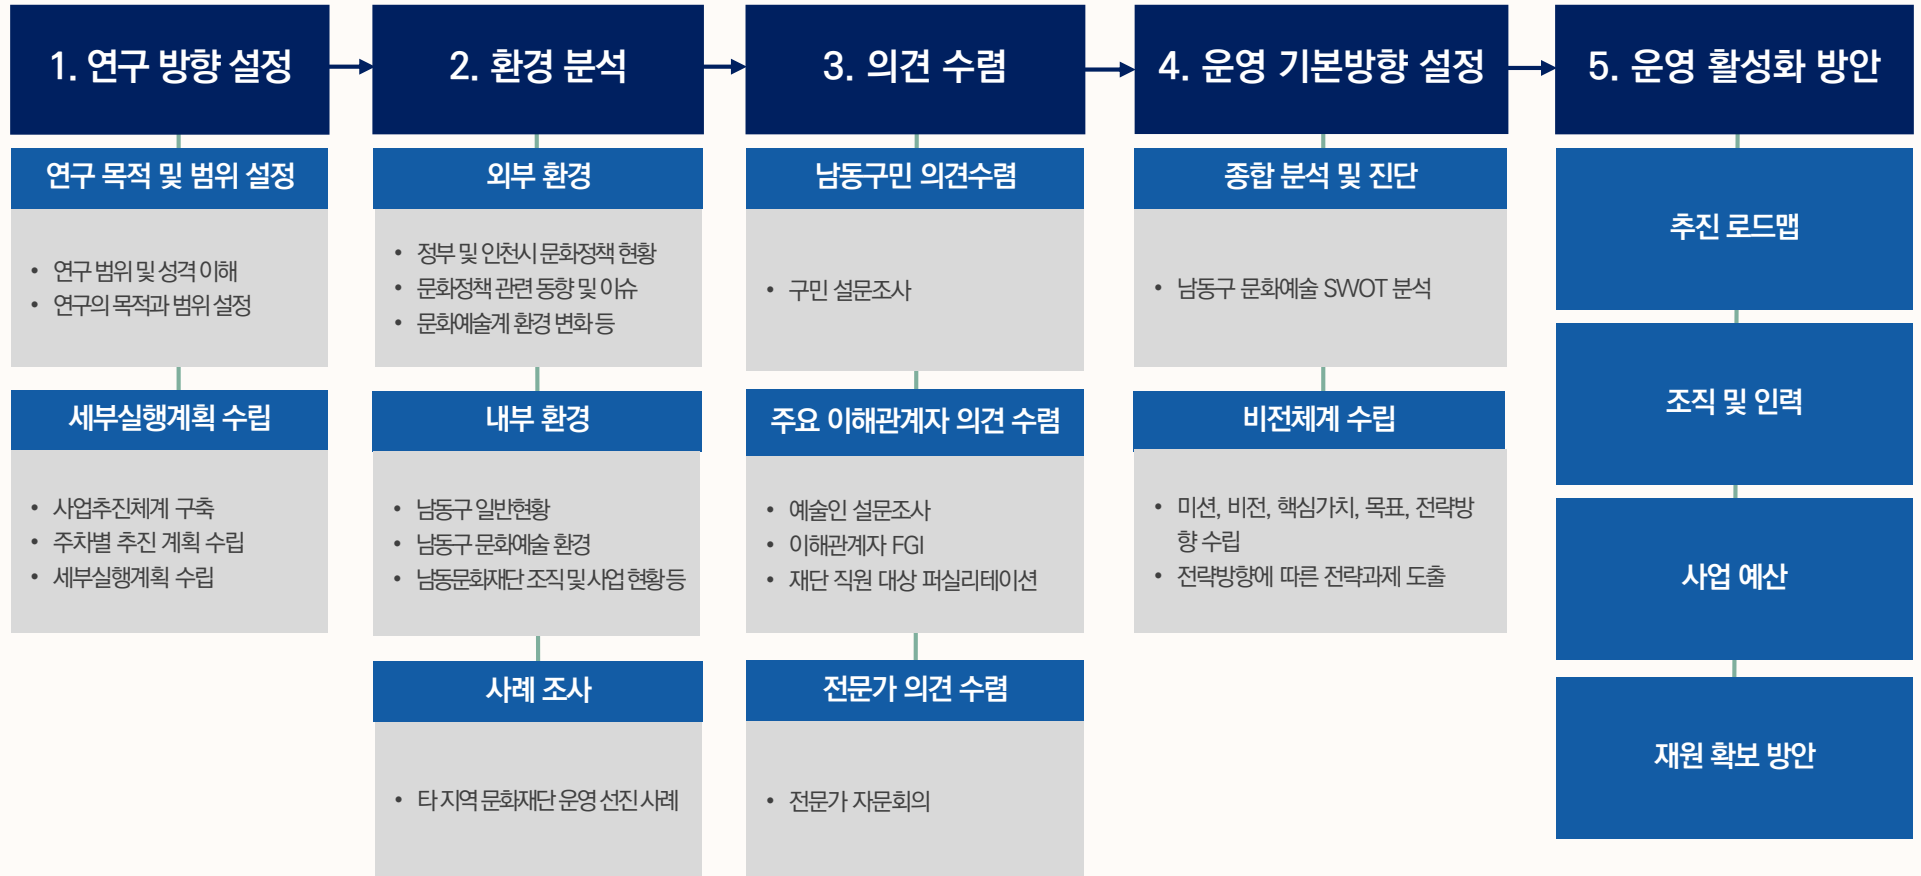 1. 연구 방향 설정
연구 목적 및 범위 설정
• 연구 범위 및 성격 이해
• 연구의 목적과 범위 설정
세부실행계획 수립
• 사업추진체계 구축
• 주차별 추진 계획 수립
• 세부실행계획 수립
2. 환경 분석
외부 환경
• 정부 및 인천시 문화정책 현황
• 문화정책 관련 동향 및 이슈
• 문화예술계 환경 변화 등
내부 환경
• 남동구 일반현황
• 남동구 문화예술 환경
• 남동문화재단 조직 및 사업 현황 등
사례 조사
• 타 지역 문화재단 운영 선진 사례
3. 의견 수렴
남동구민 의견수렴
• 구민 설문조사
주요 이해관계자 의견 수렴
• 예술인 설문조사
• 이해관계자 FGI
• 재단 직원 대상 퍼실리테이션
전문가 의견 수렴
• 전문가 자문회의
4. 운영 기본방향 설정
종합 분석 및 진단
• 남동구 문화예술 SWOT 분석
비전체계 수립
• 미션, 비전, 핵심가치, 목표, 전략방
향 수립
• 전략방향에 따른 전략과제 도출
5. 운영 활성화 방안
추진 로드맵
조직 및 인력
사업 예산
재원 확보 방안